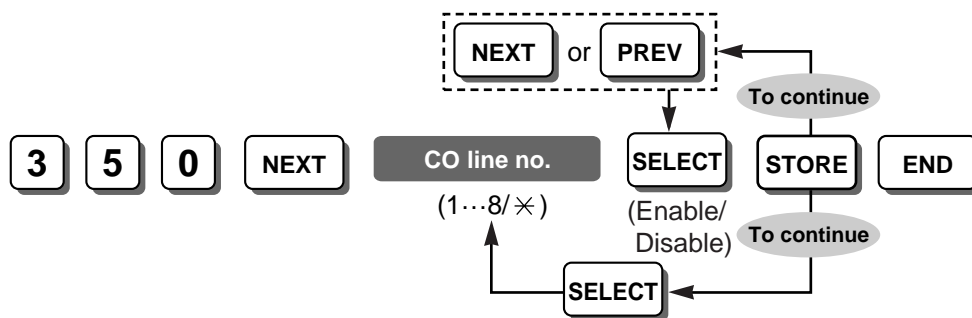 NEXT or PREV
To continue
3 5 0 NEXT CO line no. SELECT STORE END
(1···8/✳)
(Enable/
Disable)
To continue
SELECT